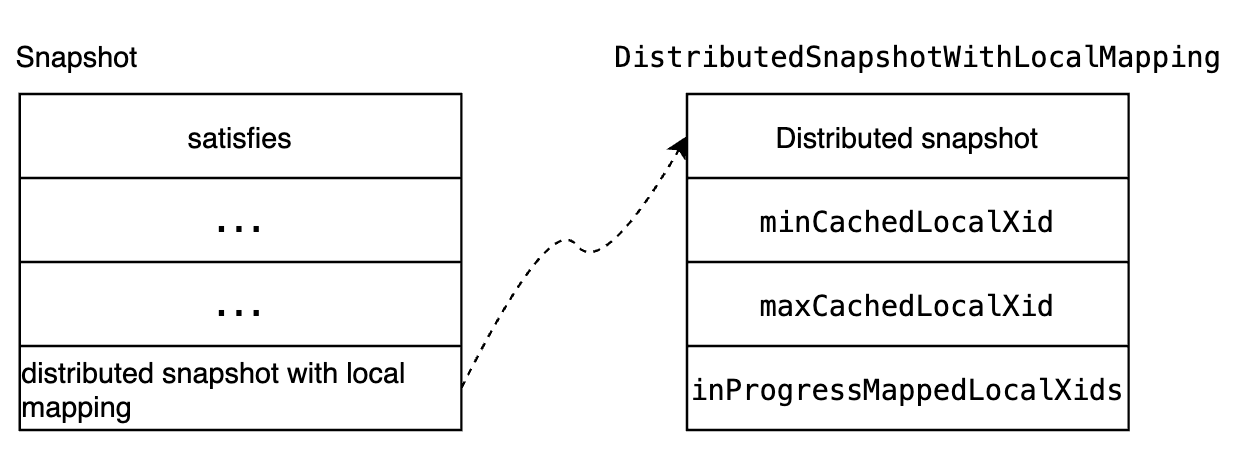 Snapshot
DistributedSnapshotWithLocalMapping
satisfies
Distributed snapshot
...
minCachedLocalXid
...
maxCachedLocalXid
distributed snapshot with local
mapping
inProgressMappedLocalXids